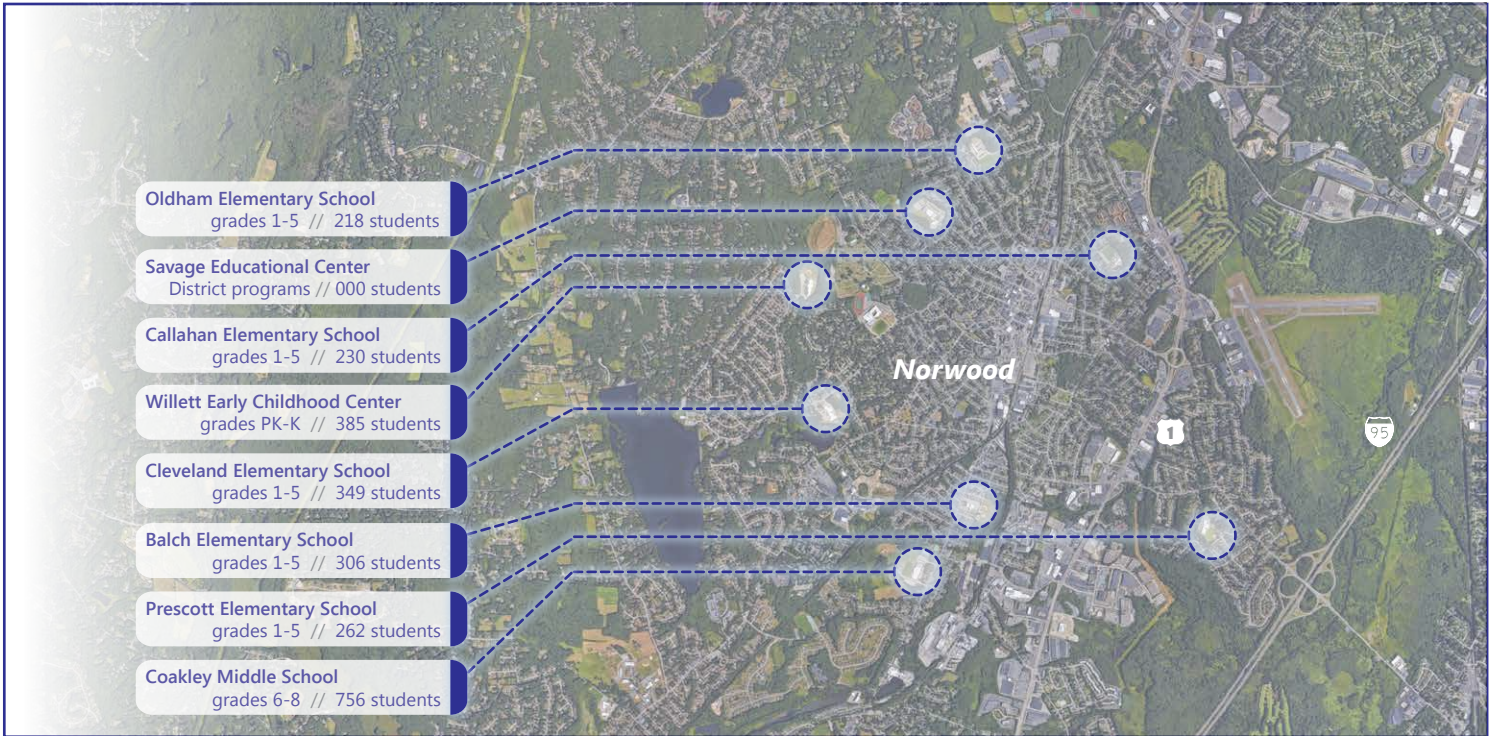 Oldham Elementary School
grades 1-5 // 218 students
Savage Educational Center
District programs // 000 students
Callahan Elementary School
grades 1-5 // 230 students
Willett Early Childhood Center
grades PK-K // 385 students
Cleveland Elementary School
grades 1-5 // 349 students
Balch Elementary School
grades 1-5 // 306 students
Prescott Elementary School
grades 1-5 // 262 students
Coakley Middle School
grades 6-8 // 756 students
Norwood
1
95